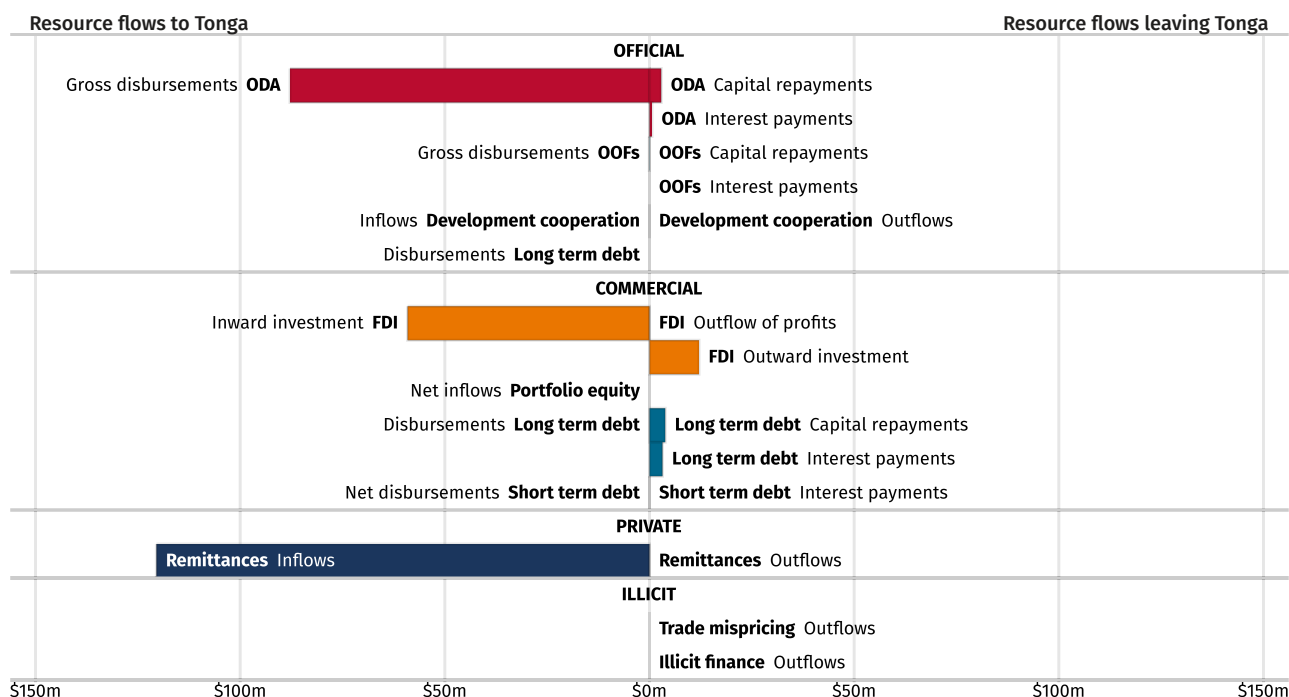 Resource flows to Tonga Resource flows leaving Tonga
OFFICIAL
Gross disbursements ODA ODA Capital repayments
ODA Interest payments
Gross disbursements OOFs OOFs Capital repayments
OOFs Interest payments
Inflows Development cooperation Development cooperation Outflows
Disbursements Long term debt
COMMERCIAL
Inward investment FDI FDI Outflow of profits
FDI Outward investment
Net inflows Portfolio equity
Disbursements Long term debt Long term debt Capital repayments
Long term debt Interest payments
Net disbursements Short term debt Short term debt Interest payments
PRIVATE
Remittances Inflows Remittances Outflows
ILLICIT
Trade mispricing Outflows
Illicit finance Outflows
$150m $100m $50m $0m $50m $100m $150m